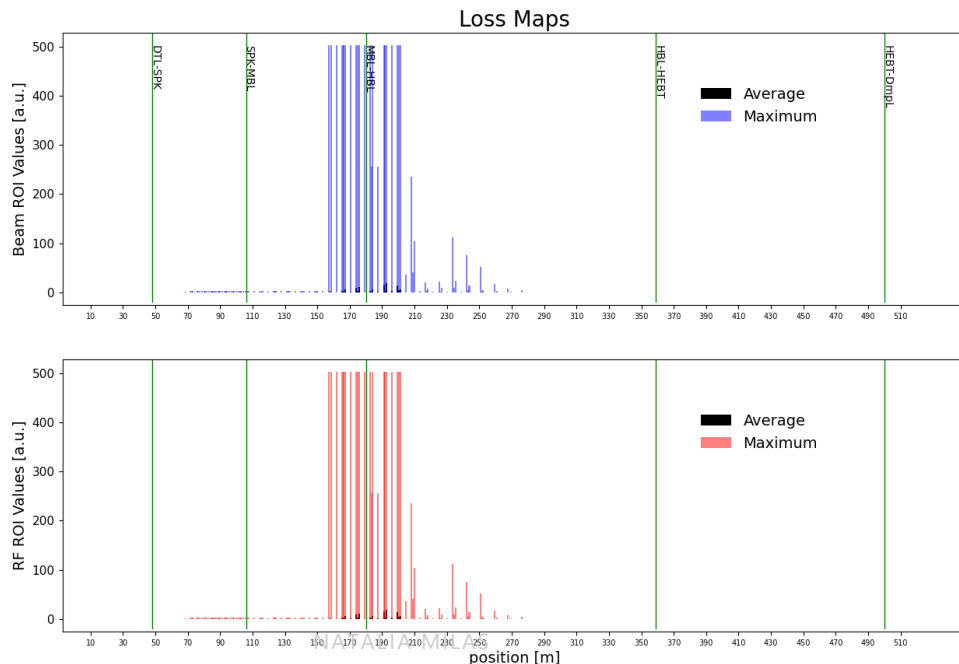 Loss Maps
500
400
300
200
100
0
Beam ROI Values [a.u.]
DTL-SPK
SPK-MBL
MBL-HBL
HBL-HEBT
HEBT-DmpL
Average
Maximum
10 30 50 70 90 110 130 150 170 190 210 230 250 270 290 310 330 350 370 390 410 430 450 470 490 510
500
400
300
200
100
0
RF ROI Values [a.u.]
Average
Maximum
10 30 50 70 90 110 130 150 170 190 210 230 250 270 290 310 330 350 370 390 410 430 450 470 490 510
NATALIA MILAS
position [m]